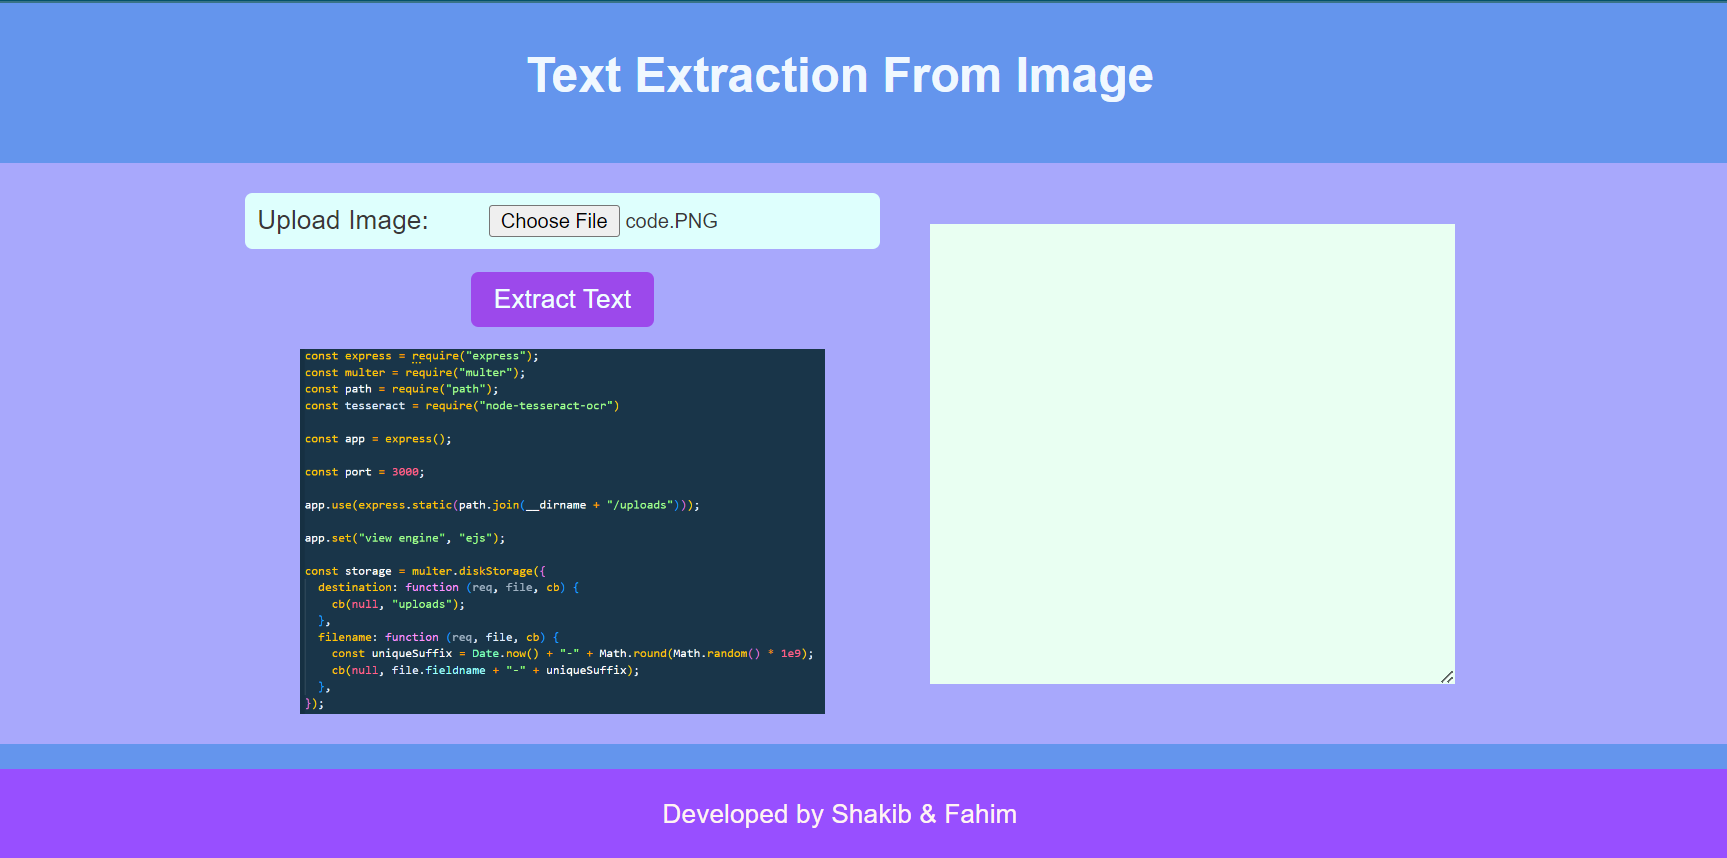 Text Extraction From Image
Upload Image: Choose File code.PNG
Extract Text
const express = require("express");
const multer = require("multer");
const path = require("path");
const tesseract = require("node-tesseract-ocr")
const app = express();
const port = 3000;
app.use(express.static(path.join(__dirname + "/uploads")));
app.set("view engine", "ejs");
const storage = multer.diskStorage({
  destination: function (req, file, cb) {
    cb(null, "uploads");
  },
  filename: function (req, file, cb) {
    const uniqueSuffix = Date.now() + "-" + Math.round(Math.random() * 1e9);
    cb(null, file.fieldname + "-" + uniqueSuffix);
  },
});
Developed by Shakib & Fahim